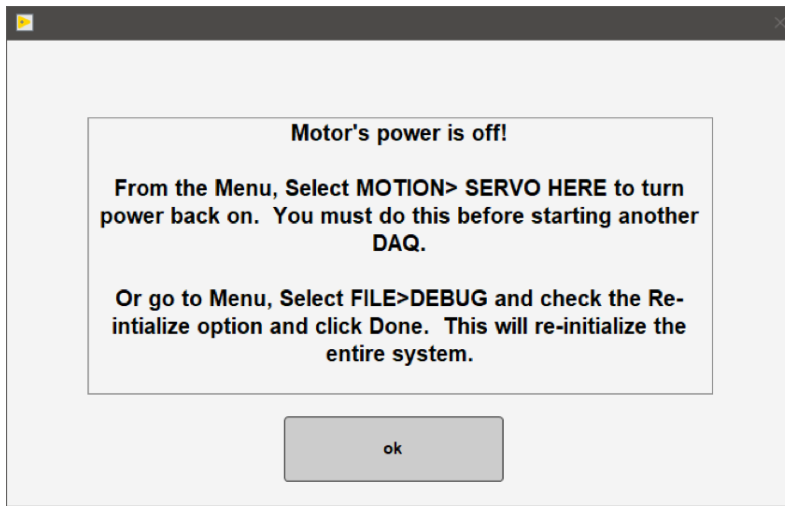 Motor's power is off!
From the Menu, Select MOTION> SERVO HERE to turn
power back on.  You must do this before starting another
DAQ.
Or go to Menu, Select FILE>DEBUG and check the Re-
intialize option and click Done.  This will re-initialize the
entire system.
ok